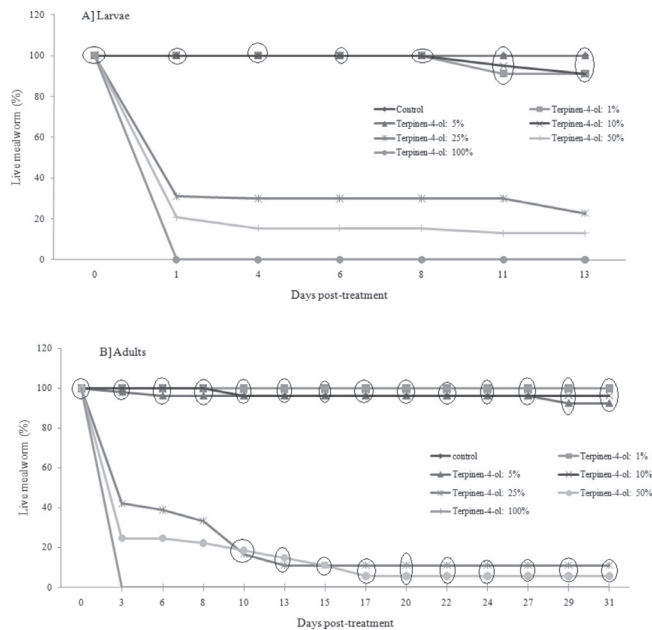 A] Larvae
120
100
80
60
40
20
0
Live mealworm (%)
Control
Terpinen-4-ol: 1%
Terpinen-4-ol: 5%
Terpinen-4-ol: 10%
Terpinen-4-ol: 25%
Terpinen-4-ol: 50%
Terpinen-4-ol: 100%
0 1 4 6 8 11 13
Days post-treatment
B] Adults
120
100
80
60
40
20
0
Live mealworm (%)
control
Terpinen-4-ol: 1%
Terpinen-4-ol: 5%
Terpinen-4-ol: 10%
Terpinen-4-ol: 25%
Terpinen-4-ol: 50%
Terpinen-4-ol: 100%
0 3 6 8 10 13 15 17 20 22 24 27 29 31
Days post-treatment